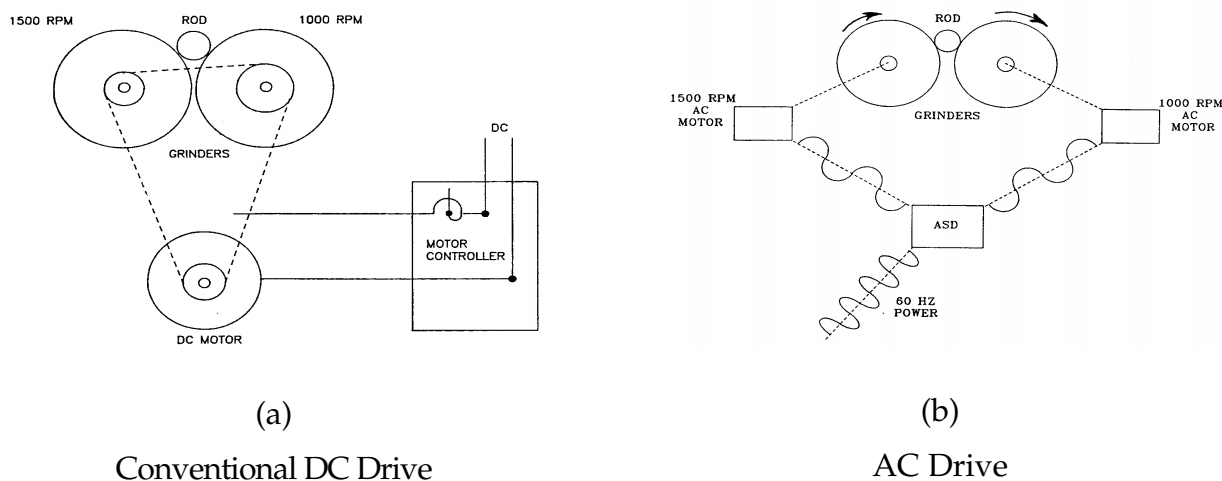 1500 RPM
ROD
1000 RPM
GRINDERS
DC
MOTOR
CONTROLLER
DC MOTOR
(a)
Conventional DC Drive
ROD
1500 RPM
AC
MOTOR
GRINDERS
1000 RPM
AC
MOTOR
ASD
60 HZ
POWER
(b)
AC Drive